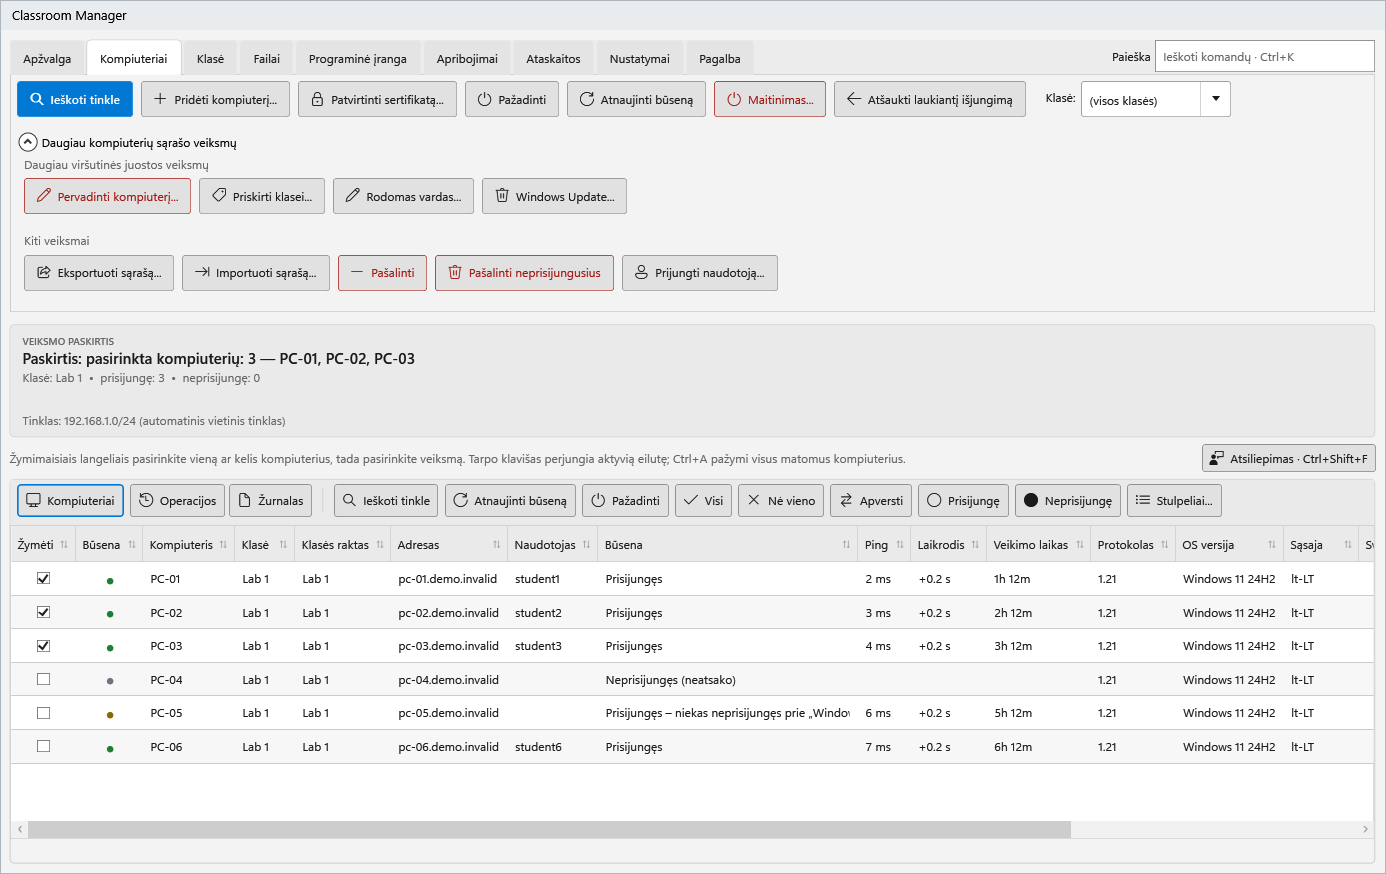 Classroom Manager
Apžvalga Kompiuteriai Klasė Failai Programinė įranga Apribojimai Ataskaitos Nustatymai Pagalba Paieška Ieškoti komandų · Ctrl+K
Ieškoti tinkle Pridėti kompiuterį... Patvirtinti sertifikatą... Pažadinti Atnaujinti būseną Maitinimas... Atšaukti laukiantį išjungimą Klasė: (visos klasės)
Daugiau kompiuterių sąrašo veiksmų
Daugiau viršutinės juostos veiksmų
Pervadinti kompiuterį... Priskirti klasei... Rodomas vardas... Windows Update...
Kiti veiksmai
Eksportuoti sąrašą... Importuoti sąrašą... Pašalinti Pašalinti neprisijungusius Prijungti naudotoją...
VEIKSMO PASKIRTIS
Paskirtis: pasirinkta kompiuterių: 3 — PC-01, PC-02, PC-03
Klasė: Lab 1 • prisijungę: 3 • neprisijungę: 0
Tinklas: 192.168.1.0/24 (automatinis vietinis tinklas)
Žymimaisiais langeliais pasirinkite vieną ar kelis kompiuterius, tada pasirinkite veiksmą. Tarpo klavišas perjungia aktyvią eilutę; Ctrl+A pažymi visus matomus kompiuterius.
Atsiliepimas · Ctrl+Shift+F
Kompiuteriai Operacijos Žurnalas Ieškoti tinkle Atnaujinti būseną Pažadinti Visi Nė vieno Apversti Prisijungę Neprisijungę Stulpeliai...
Žymėti Būsena Kompiuteris Klasė Klasės raktas Adresas Naudotojas Būsena Ping Laikrodis Veikimo laikas Protokolas OS versija Sąsaja
PC-01 Lab 1 Lab 1 pc-01.demo.invalid student1 Prisijungęs 2 ms +0.2 s 1h 12m 1.21 Windows 11 24H2 lt-LT
PC-02 Lab 1 Lab 1 pc-02.demo.invalid student2 Prisijungęs 3 ms +0.2 s 2h 12m 1.21 Windows 11 24H2 lt-LT
PC-03 Lab 1 Lab 1 pc-03.demo.invalid student3 Prisijungęs 4 ms +0.2 s 3h 12m 1.21 Windows 11 24H2 lt-LT
PC-04 Lab 1 Lab 1 pc-04.demo.invalid Neprisijungęs (neatsako) 1.21 Windows 11 24H2 lt-LT
PC-05 Lab 1 Lab 1 pc-05.demo.invalid Prisijungęs – niekas neprisijungęs prie „Windo 6 ms +0.2 s 5h 12m 1.21 Windows 11 24H2 lt-LT
PC-06 Lab 1 Lab 1 pc-06.demo.invalid student6 Prisijungęs 7 ms +0.2 s 6h 12m 1.21 Windows 11 24H2 lt-LT